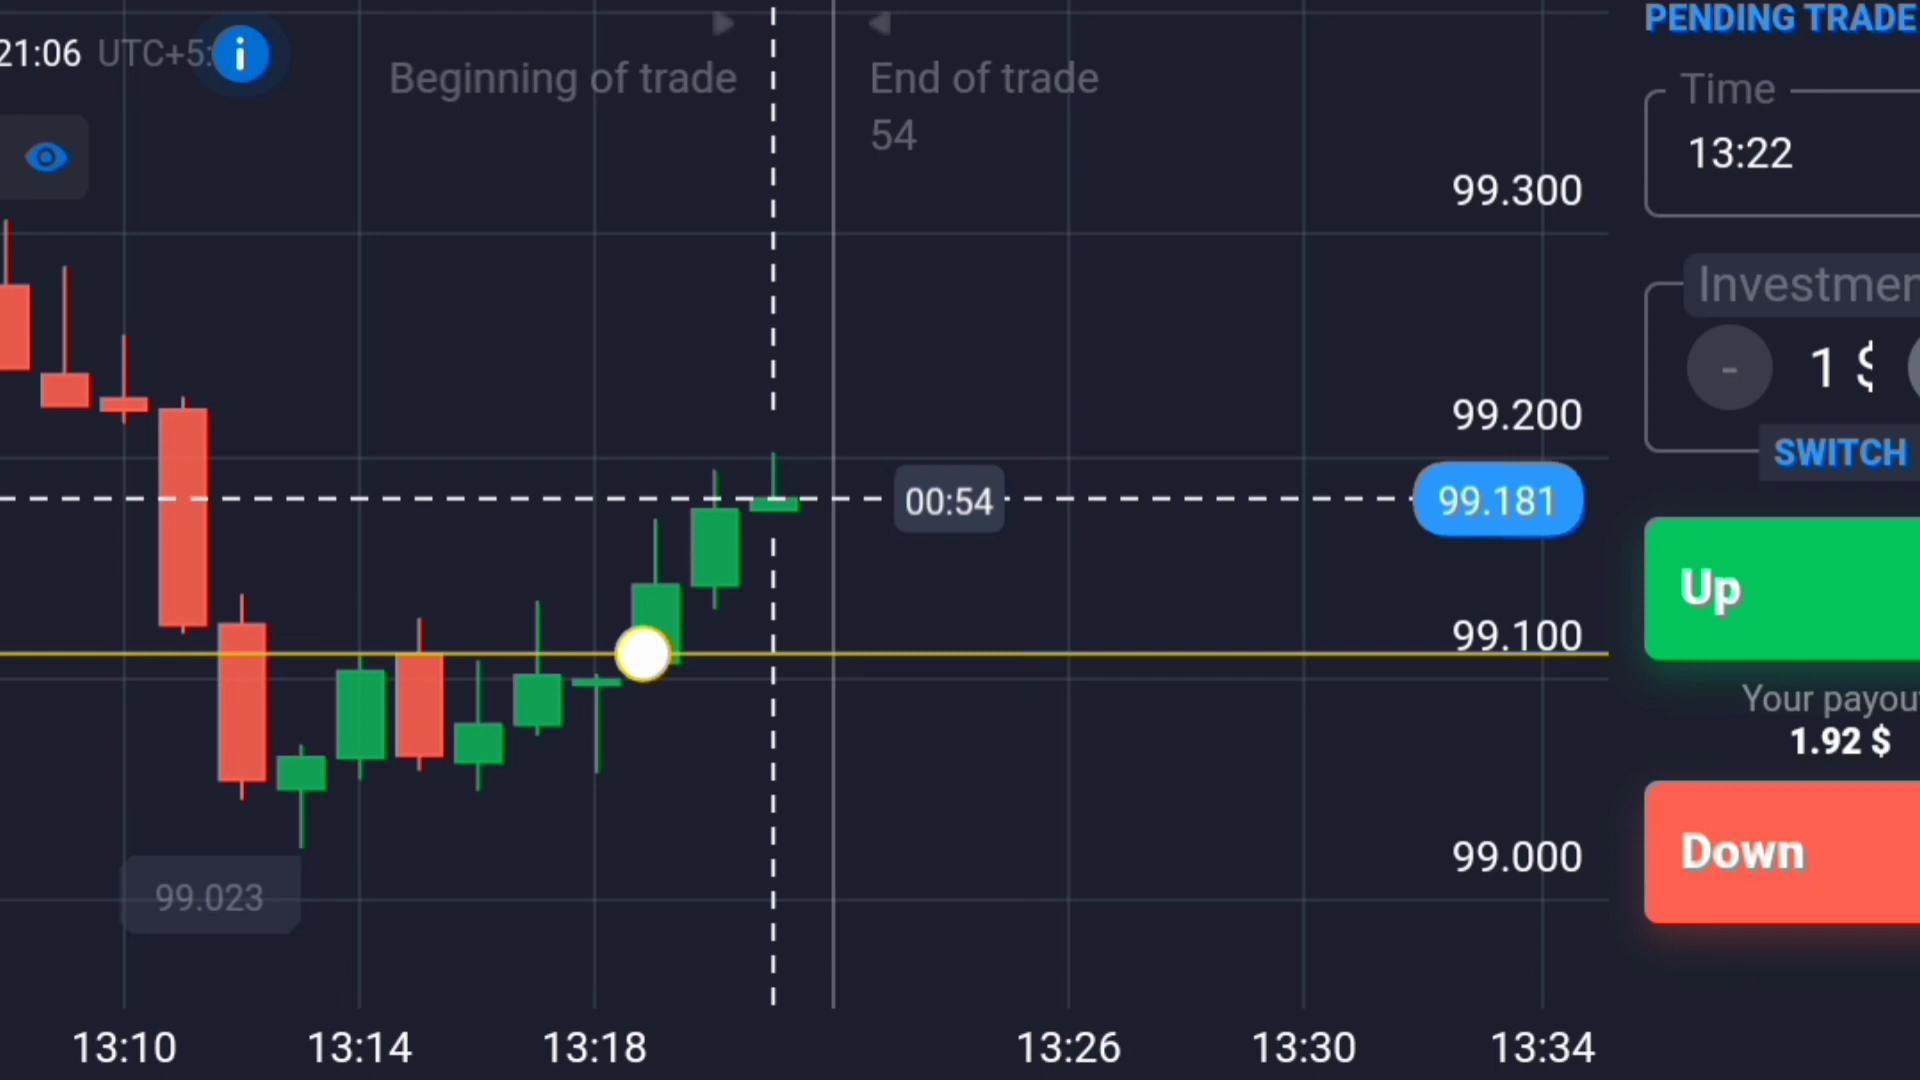 PENDING TRADE
21:06 UTC+5:
Beginning of trade
End of trade
54
Time
13:22
99.300
Investmen
- 1 $
99.200
SWITCH
00:54
99.181
Up
99.100
Your payout
1.92 $
Down
99.000
99.023
13:10 13:14 13:18 13:26 13:30 13:34